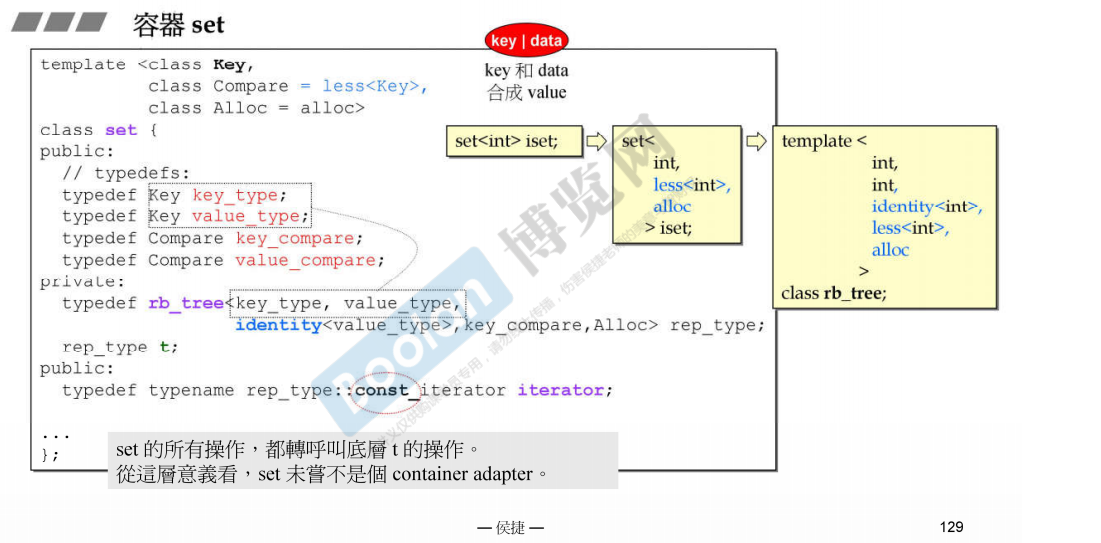 容器 set
key | data
key 和 data
合成 value
template <class Key,
class Compare = less<Key>,
class Alloc = alloc>
class set {
public:
// typedefs:
typedef Key key_type;
typedef Key value_type;
typedef Compare key_compare;
typedef Compare value_compare;
private:
typedef rb_tree<key_type, value_type,
identity<value_type>,key_compare,Alloc> rep_type;
rep_type t;
public:
typedef typename rep_type::const_iterator iterator;
...
};
set<int> iset;
set<
int,
less<int>,
alloc
> iset;
template <
int,
int,
identity<int>,
less<int>,
alloc
>
class rb_tree;
set 的所有操作，都轉呼叫底層 t 的操作。
從這層意義看，set 未嘗不是個 container adapter。
Boolan 博览网
— 侯捷 —
129